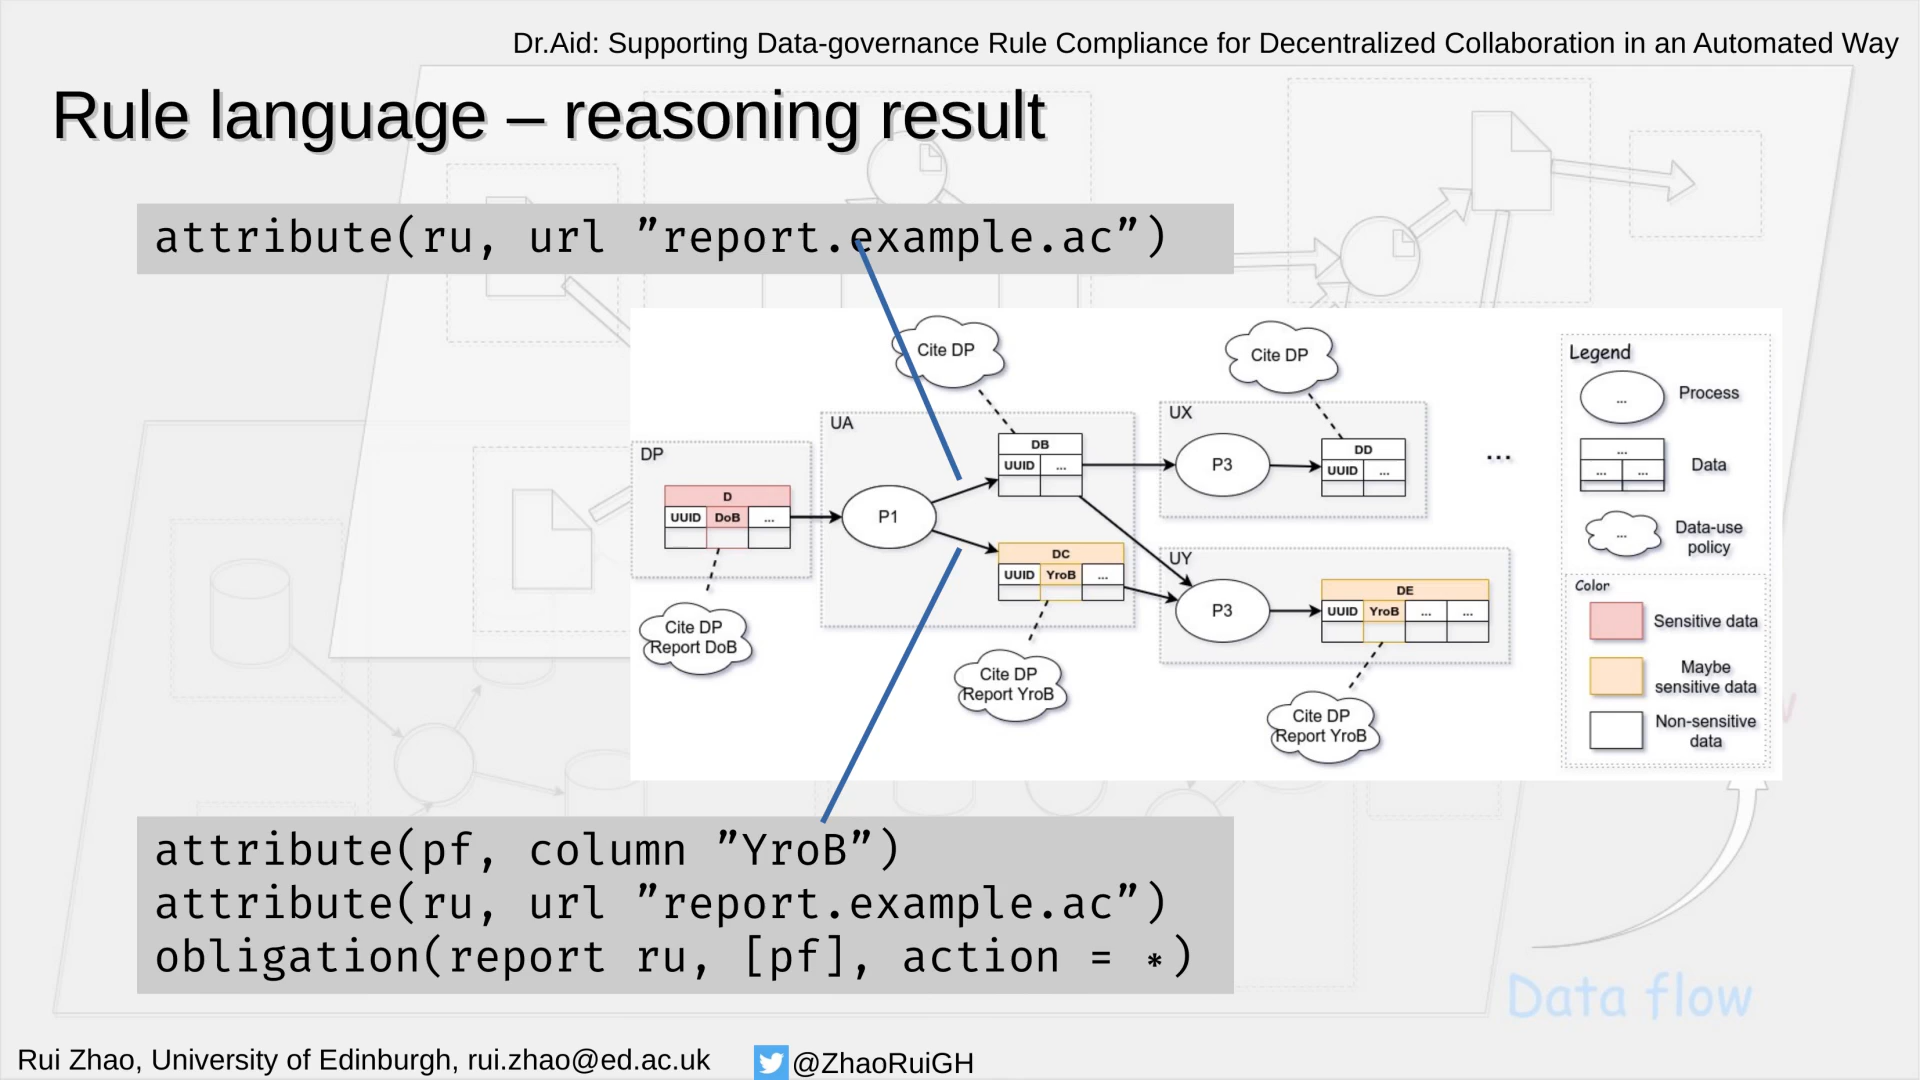 Dr.Aid: Supporting Data-governance Rule Compliance for Decentralized Collaboration in an Automated Way
Rule language – reasoning result
attribute(ru, url ”report.example.ac”)
Cite DP
Cite DP
UA
UX
DP
DB
UUID ...
P3
DD
UUID ...
...
D
UUID DoB ...
P1
DC
UUID YroB ...
UY
P3
DE
UUID YroB ... ...
Cite DP
Report DoB
Cite DP
Report YroB
Cite DP
Report YroB
Legend
...
Process
...
... ...
Data
...
Data-use
policy
Color
Sensitive data
Maybe
sensitive data
Non-sensitive
data
attribute(pf, column ”YroB”)
attribute(ru, url ”report.example.ac”)
obligation(report ru, [pf], action = *)
Data flow
Rui Zhao, University of Edinburgh, rui.zhao@ed.ac.uk
@ZhaoRuiGH